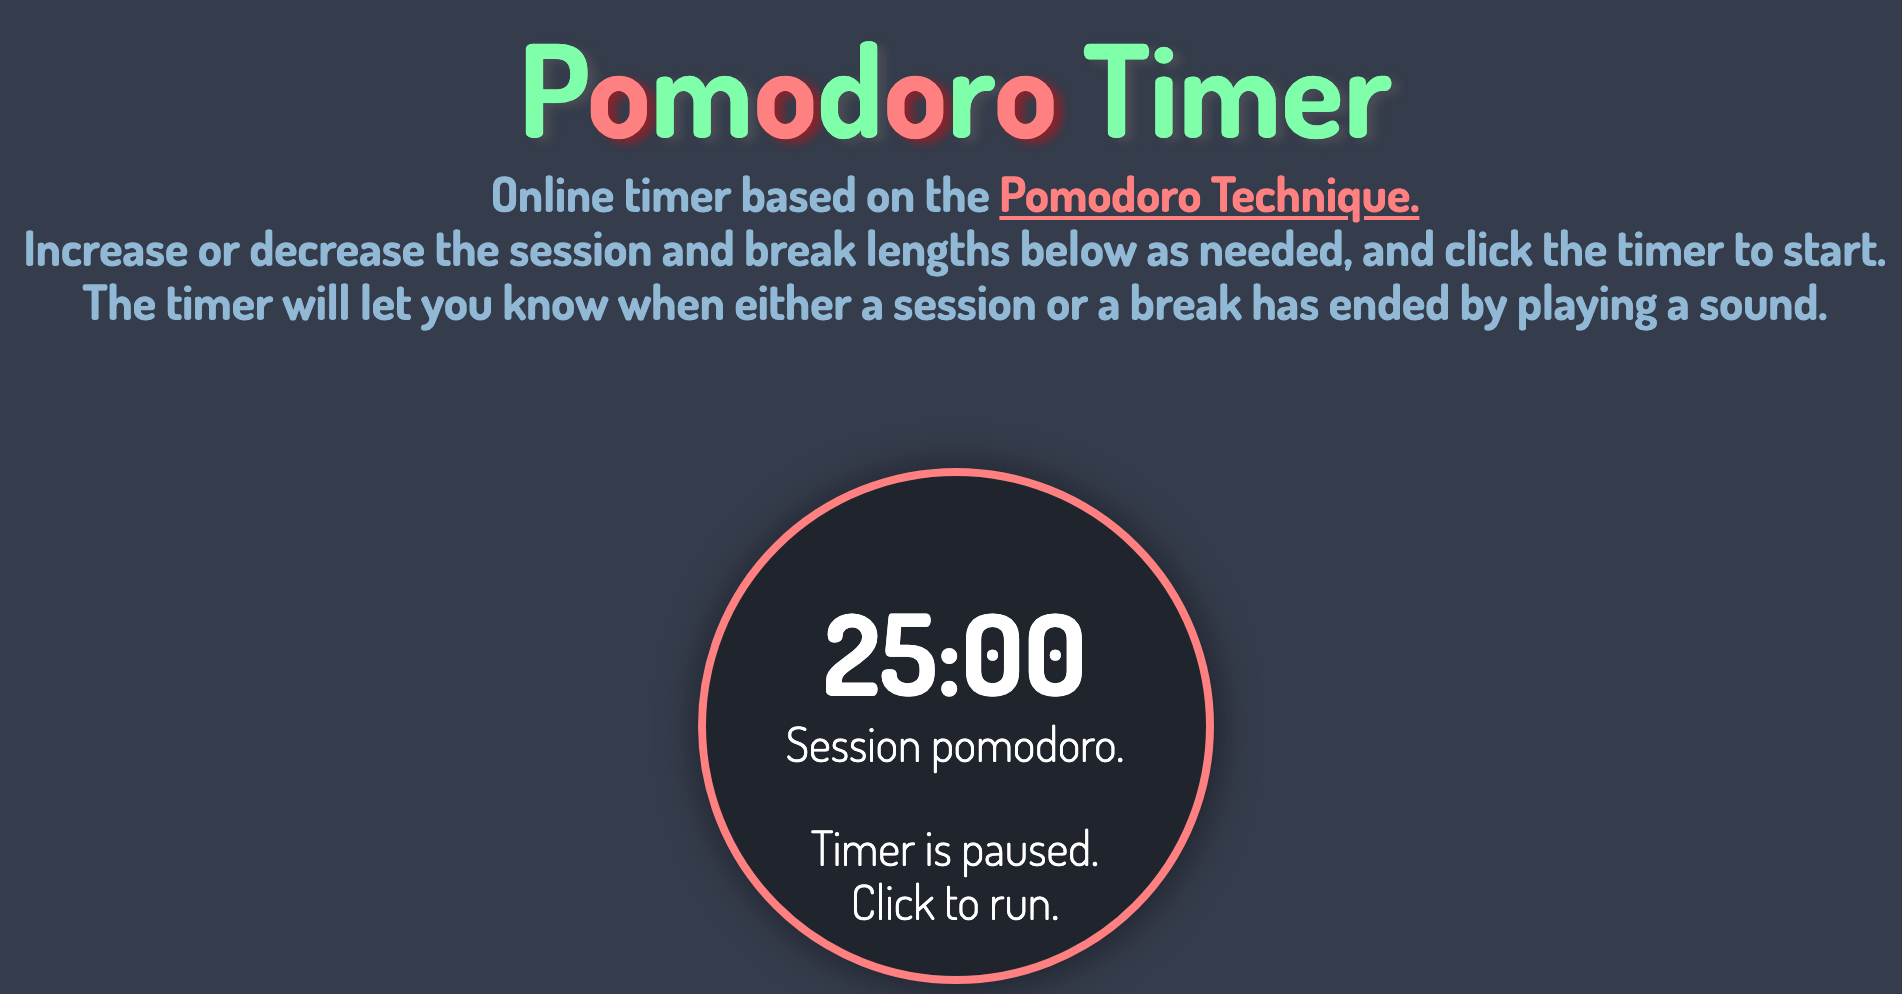 Pomodoro Timer
Online timer based on the Pomodoro Technique.
Increase or decrease the session and break lengths below as needed, and click the timer to start.
The timer will let you know when either a session or a break has ended by playing a sound.
25:00
Session pomodoro.
Timer is paused.
Click to run.